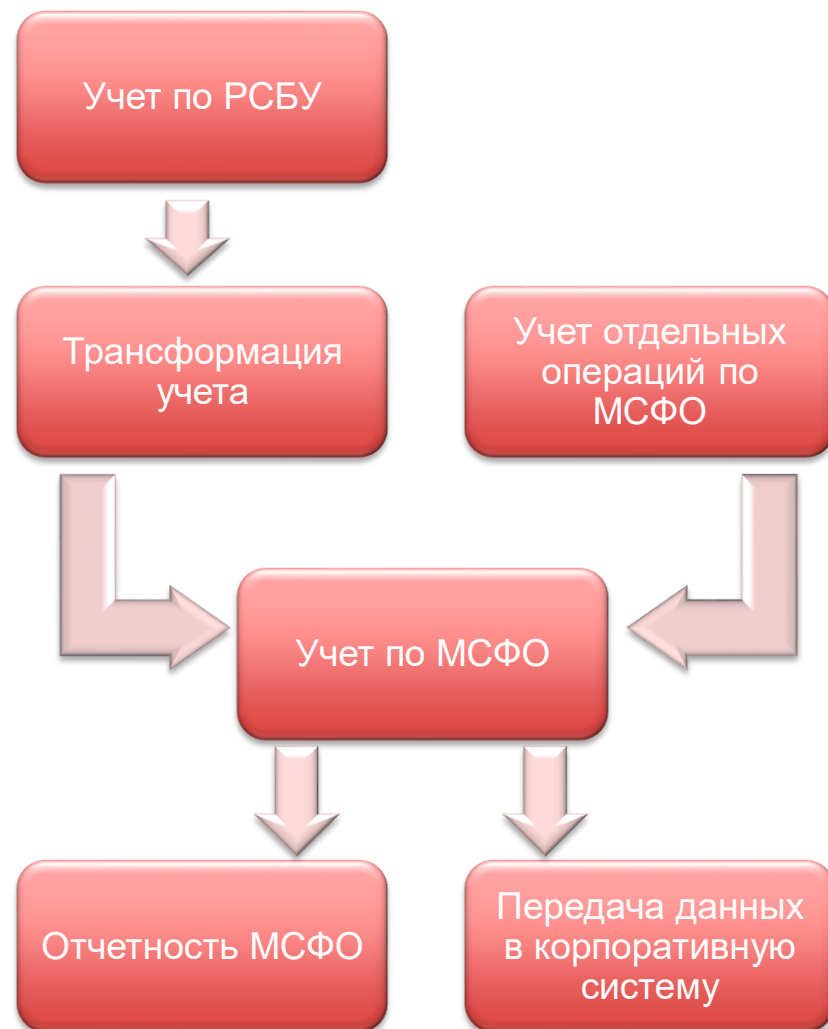 Учет по РСБУ
Трансформация
учета
Учет отдельных
операций по
МСФО
Учет по МСФО
Отчетность МСФО
Передача данных
в корпоративную
систему